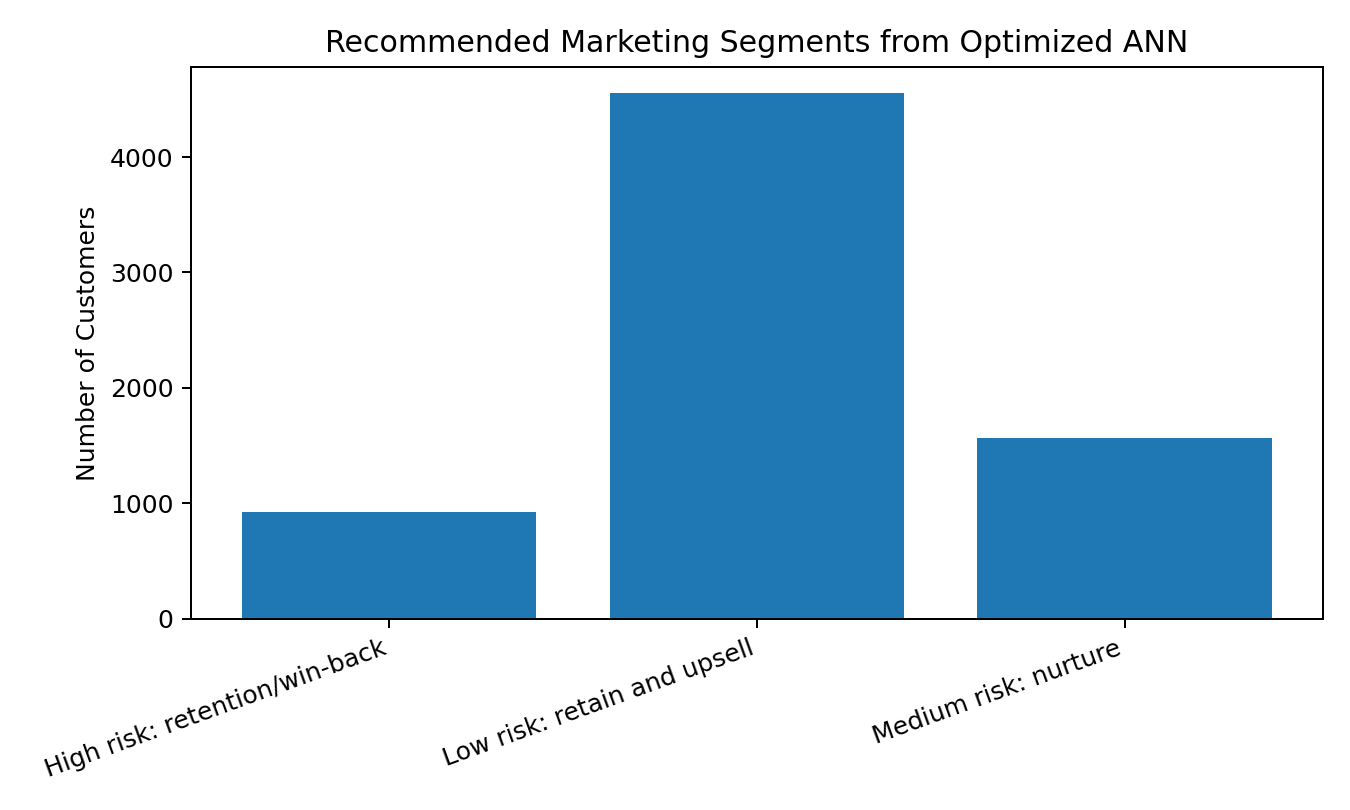 Recommended Marketing Segments from Optimized ANN
Number of Customers
4000
3000
2000
1000
0
High risk: retention/win-back
Low risk: retain and upsell
Medium risk: nurture